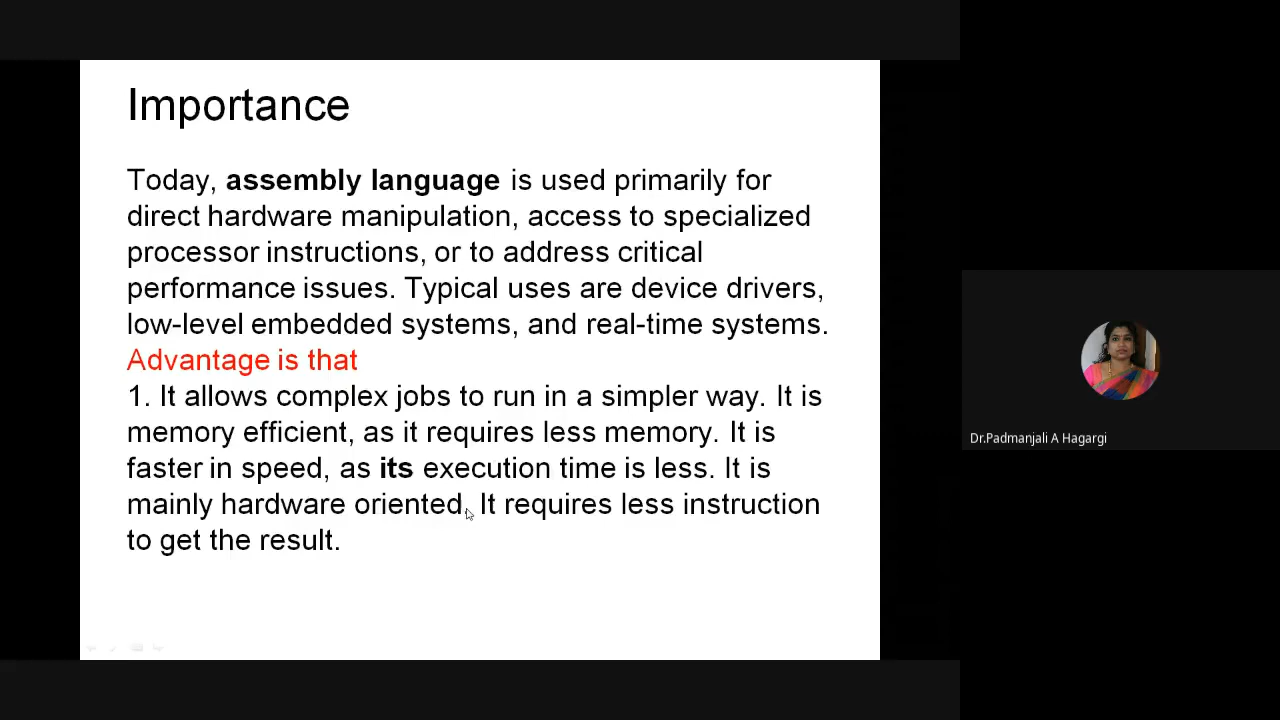 Importance
Today, assembly language is used primarily for
direct hardware manipulation, access to specialized
processor instructions, or to address critical
performance issues. Typical uses are device drivers,
low-level embedded systems, and real-time systems.
Advantage is that
1. It allows complex jobs to run in a simpler way. It is
memory efficient, as it requires less memory. It is
faster in speed, as its execution time is less. It is
mainly hardware oriented. It requires less instruction
to get the result.
Dr.Padmanjali A Hagargi